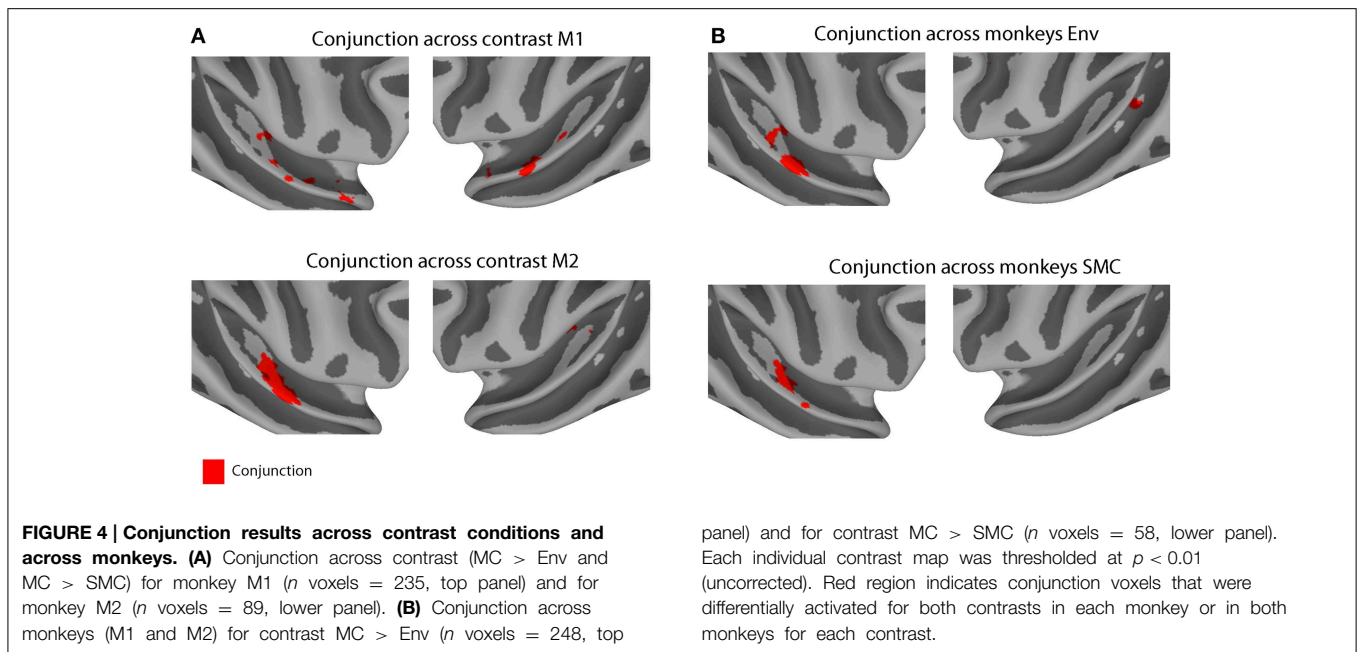 A
Conjunction across contrast M1
B
Conjunction across monkeys Env
Conjunction across contrast M2
Conjunction across monkeys SMC
Conjunction
FIGURE 4 | Conjunction results across contrast conditions and
across monkeys. (A) Conjunction across contrast (MC > Env and
MC > SMC) for monkey M1 (n voxels = 235, top panel) and for
monkey M2 (n voxels = 89, lower panel). (B) Conjunction across
monkeys (M1 and M2) for contrast MC > Env (n voxels = 248, top
panel) and for contrast MC > SMC (n voxels = 58, lower panel).
Each individual contrast map was thresholded at p < 0.01
(uncorrected). Red region indicates conjunction voxels that were
differentially activated for both contrasts in each monkey or in both
monkeys for each contrast.